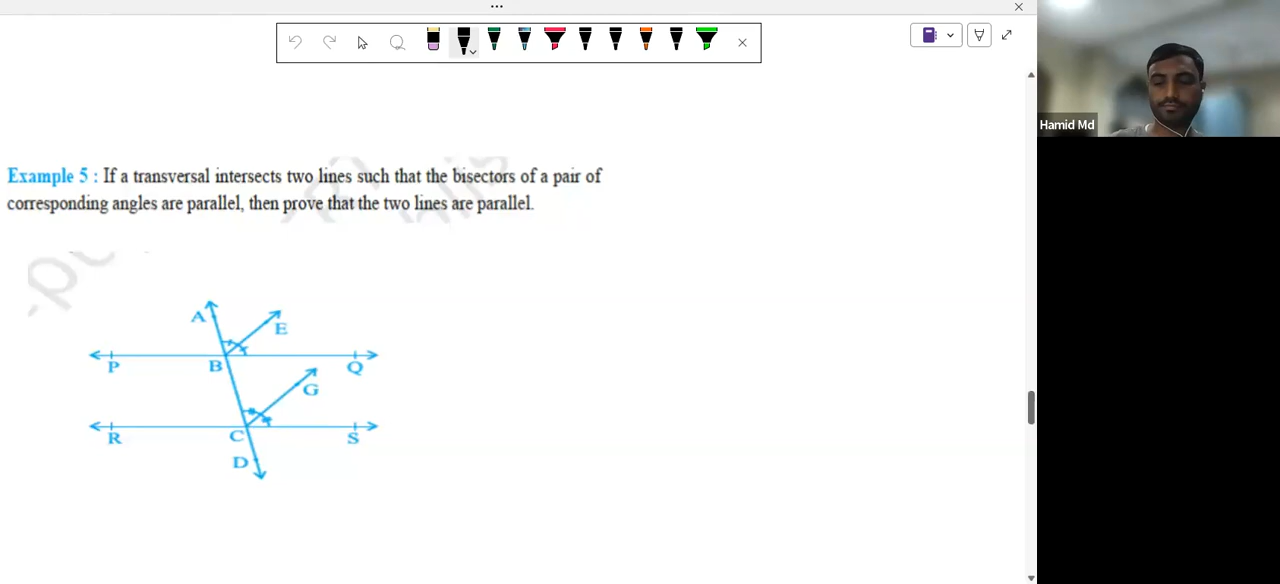 Hamid Md
Example 5 : If a transversal intersects two lines such that the bisectors of a pair of
corresponding angles are parallel, then prove that the two lines are parallel.
A
E
P
B
Q
G
R
C
S
D